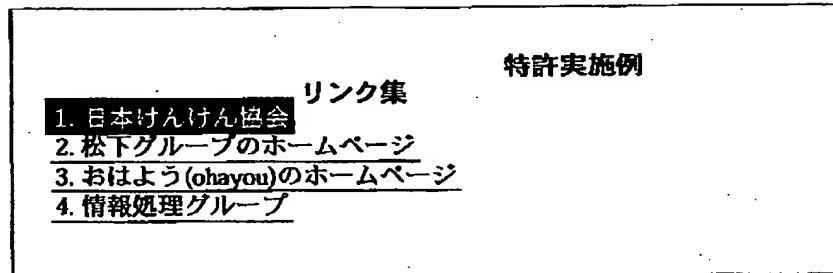 特許実施例
リンク集
1. 日本けんけん協会
2. 松下グループのホームページ
3. おはよう(ohayou)のホームページ
4. 情報処理グループ